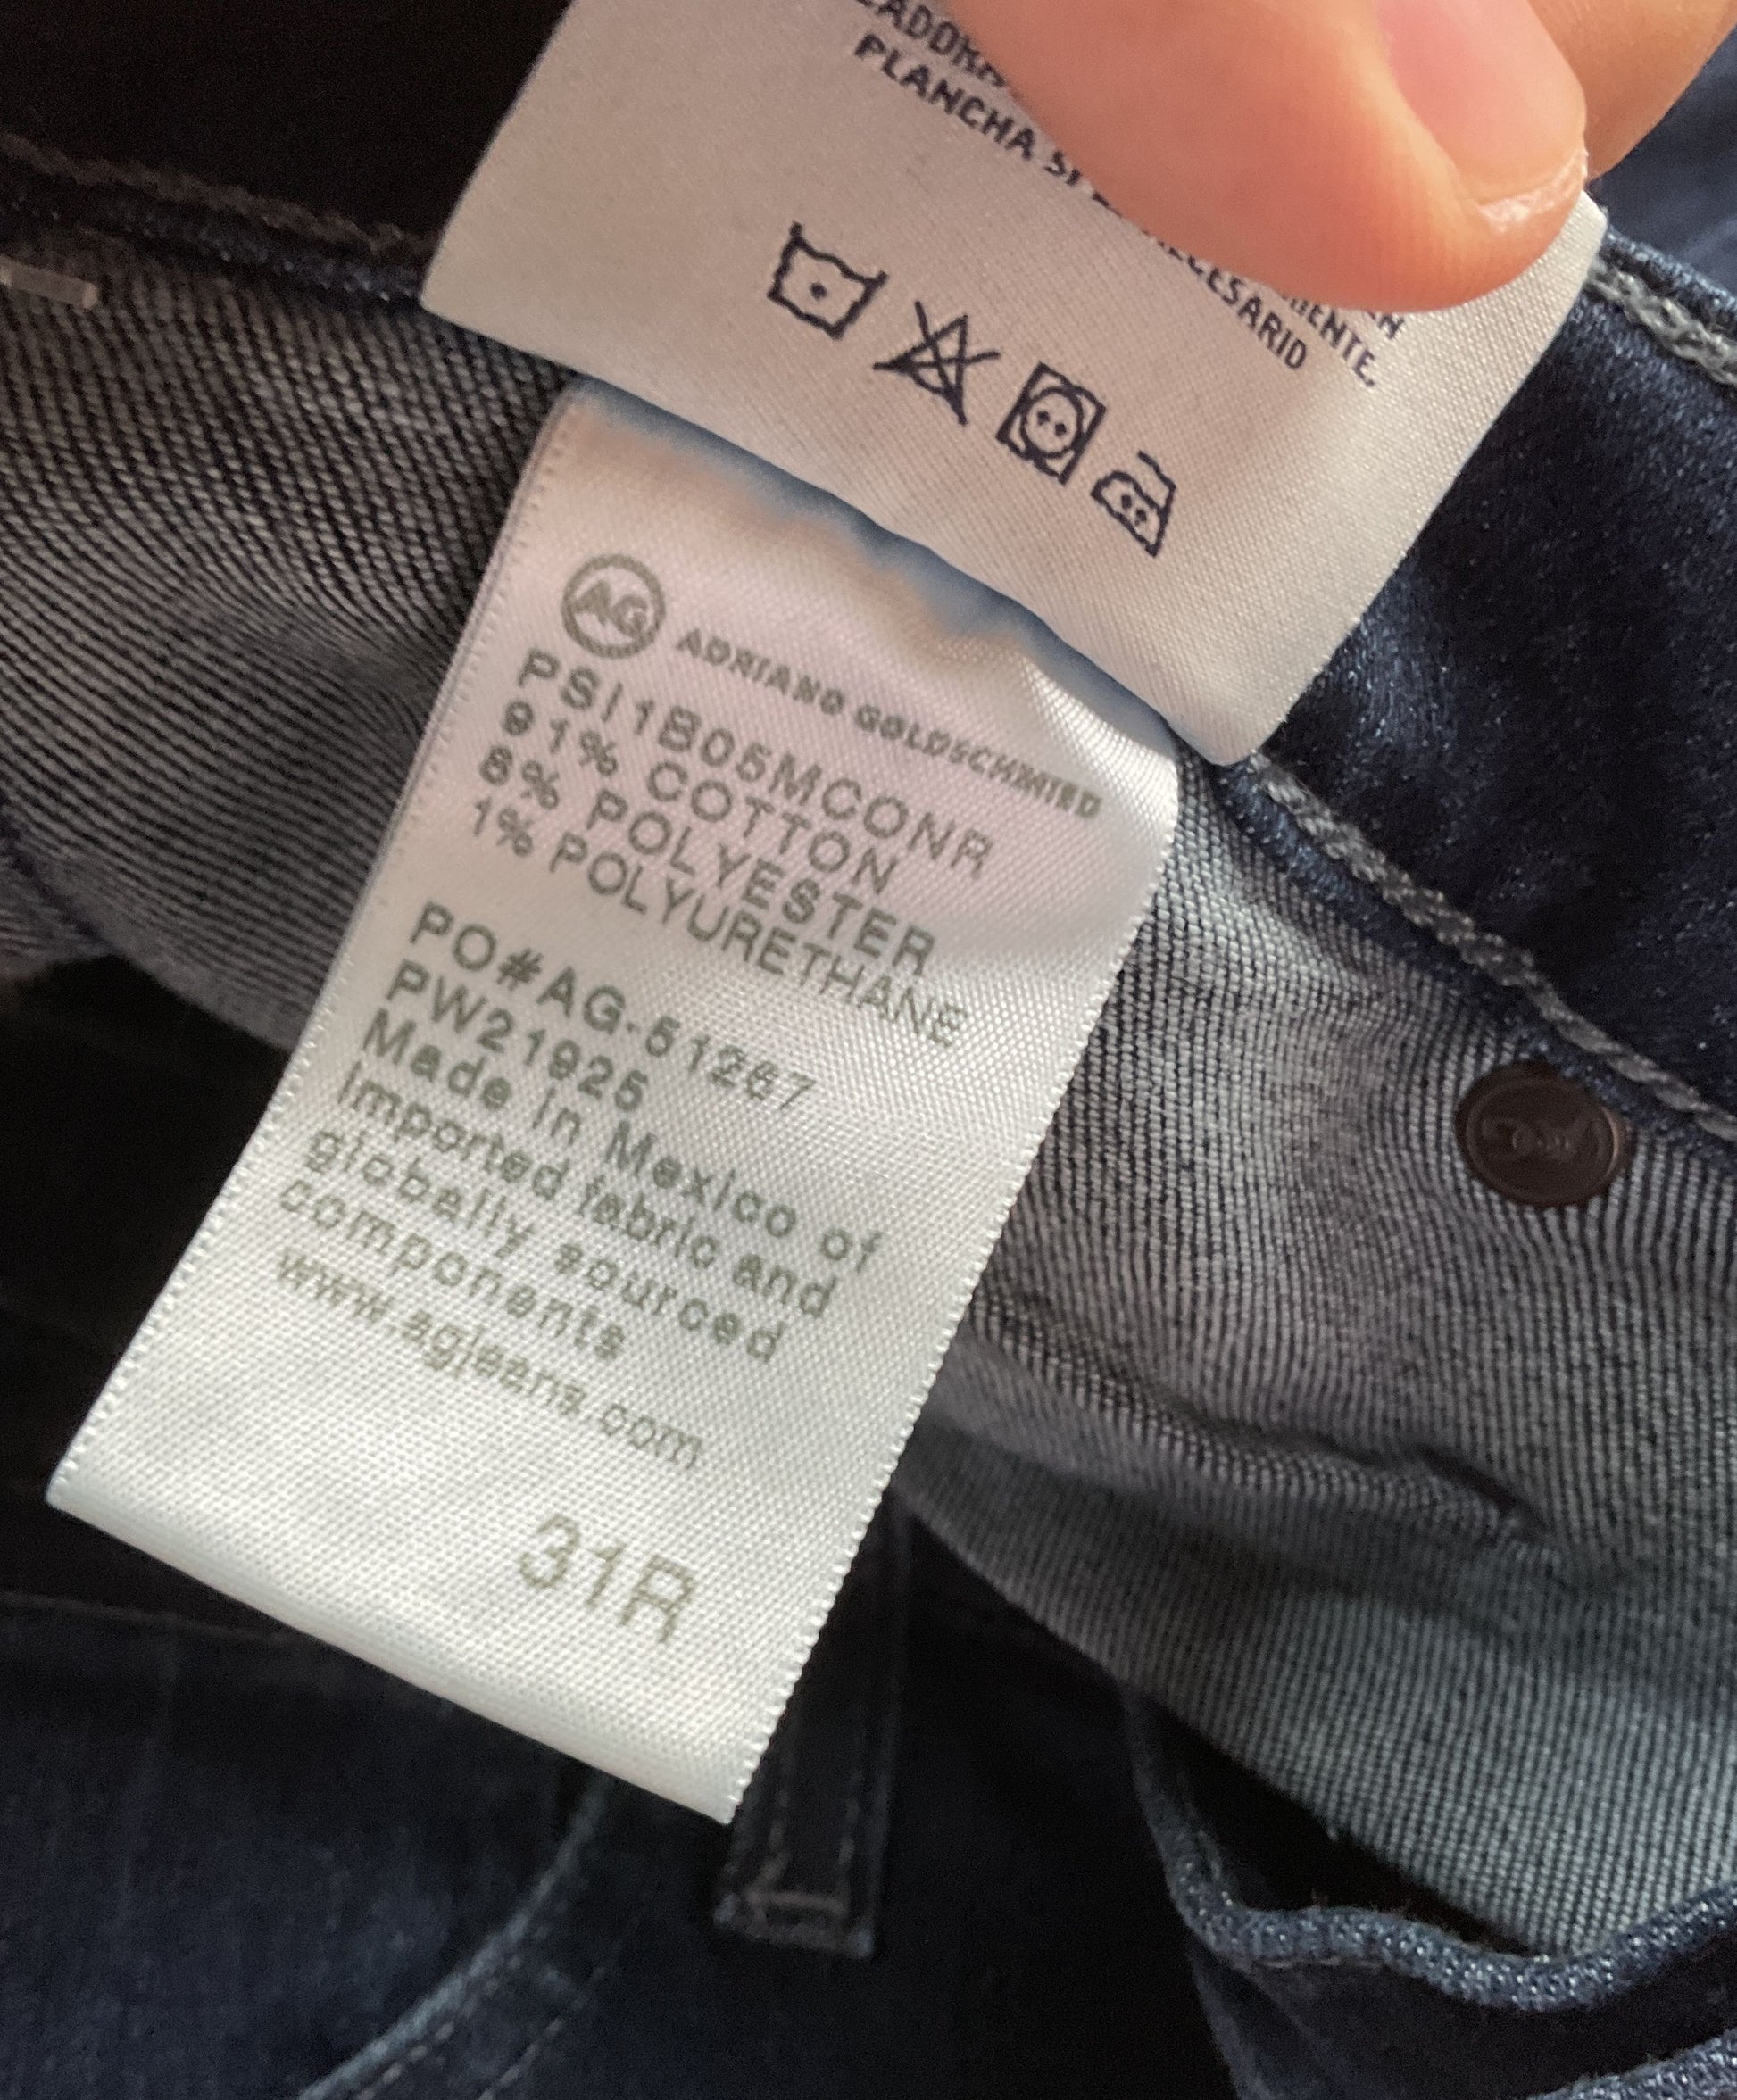 PLANCHA
NECESARIO
AG ADRIANO GOLDSCHMIED
PSI1B05MCONR
91% COTTON
8% POLYESTER
1% POLYURETHANE
PO#AG-51267
PW21925
Made in Mexico of
imported fabric and
globally sourced
components
www.agjeans.com
31R